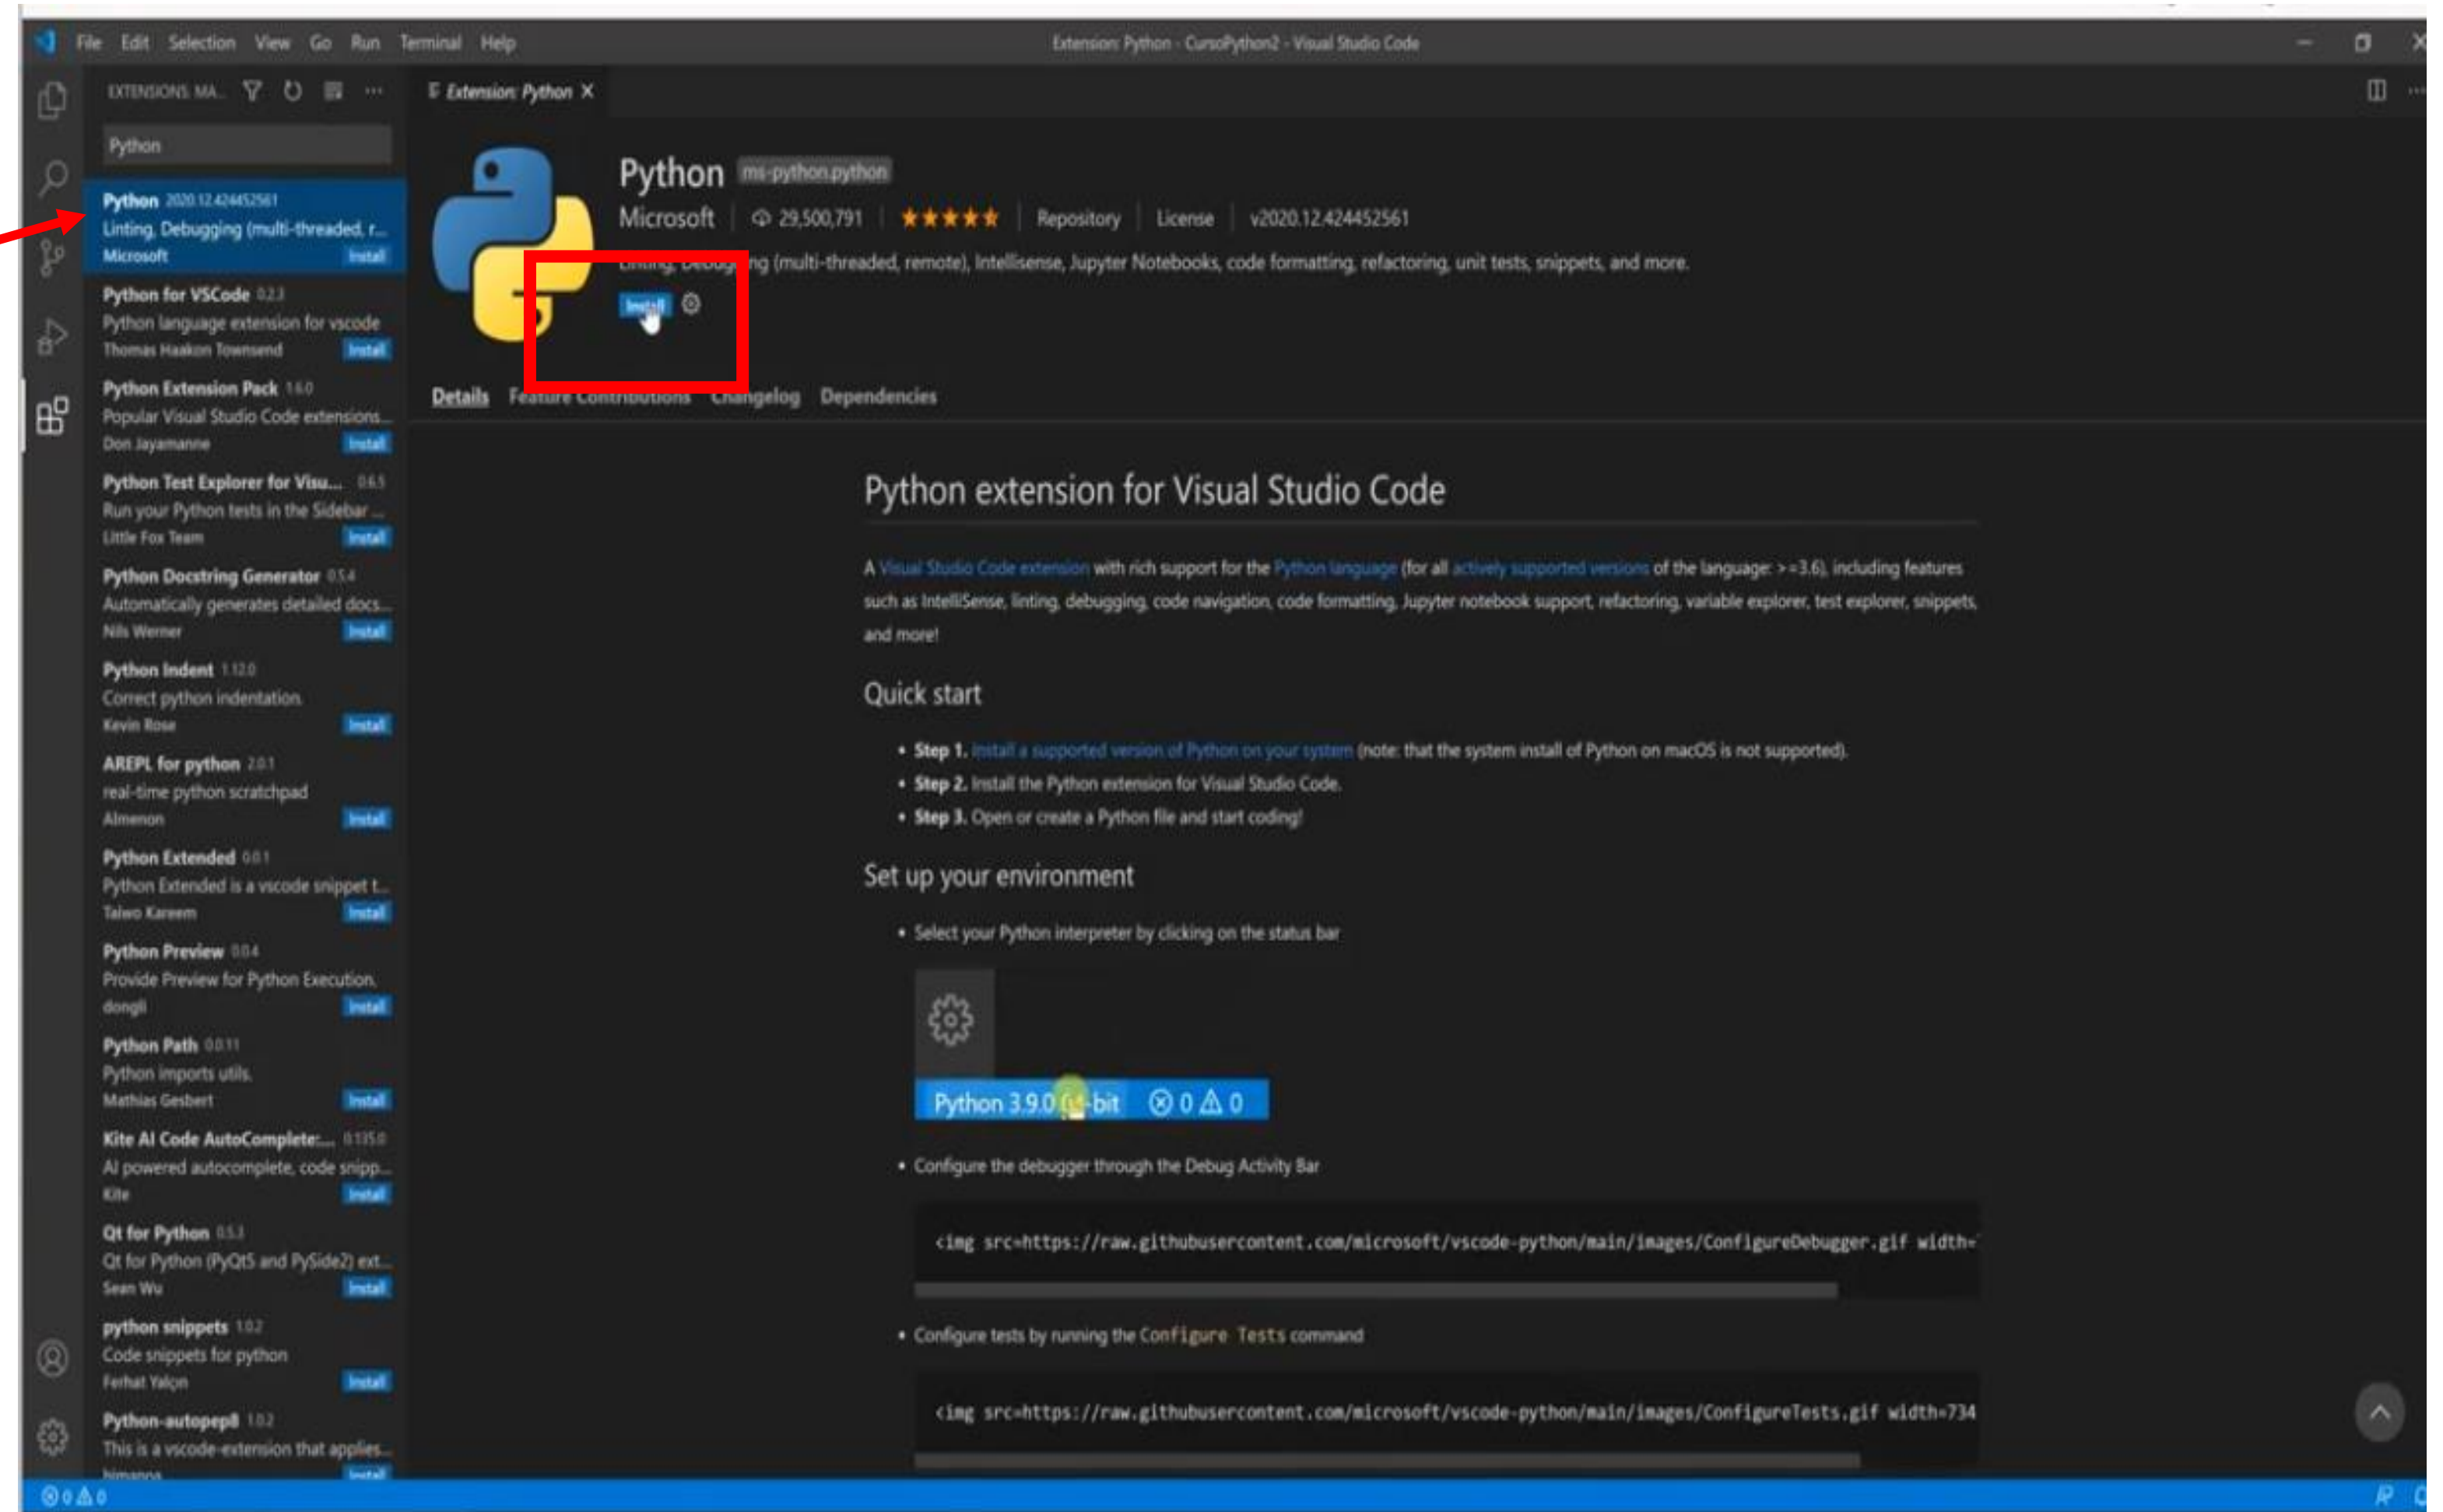 File Edit Selection View Go Run Terminal Help
Extension: Python - CursoPython2 - Visual Studio Code
EXTENSIONS: MA...
Python
Python 2020.12.424452561
Linting, Debugging (multi-threaded, r...
Microsoft Install
Python for VSCode 0.2.3
Python language extension for vscode
Thomas Haakon Townsend Install
Python Extension Pack 1.6.0
Popular Visual Studio Code extensions...
Don Jayamanne Install
Python Test Explorer for Visu... 0.6.5
Run your Python tests in the Sidebar ...
Little Fox Team Install
Python Docstring Generator 0.5.4
Automatically generates detailed docs...
Nils Werner Install
Python Indent 1.12.0
Correct python indentation.
Kevin Rose Install
AREPL for python 2.0.1
real-time python scratchpad
Almenon Install
Python Extended 0.0.1
Python Extended is a vscode snippet t...
Taiwo Kareem Install
Python Preview 0.0.4
Provide Preview for Python Execution.
dongli Install
Python Path 0.0.11
Python imports utils.
Mathias Gesbert Install
Kite AI Code AutoComplete:... 0.135.0
AI powered autocomplete, code snipp...
Kite Install
Qt for Python 0.5.3
Qt for Python (PyQt5 and PySide2) ext...
Sean Wu Install
python snippets 1.0.2
Code snippets for python
Ferhat Yalçın Install
Python-autopep8 1.0.2
This is a vscode-extension that applies...
himanoa Install
Extension: Python
Python ms-python.python
Microsoft 29,500,791 Repository License v2020.12.424452561
Linting, Debugging (multi-threaded, remote), Intellisense, Jupyter Notebooks, code formatting, refactoring, unit tests, snippets, and more.
Install
Details Feature Contributions Changelog Dependencies
Python extension for Visual Studio Code
A Visual Studio Code extension with rich support for the Python language (for all actively supported versions of the language: >=3.6), including features
such as IntelliSense, linting, debugging, code navigation, code formatting, Jupyter notebook support, refactoring, variable explorer, test explorer, snippets,
and more!
Quick start
• Step 1. Install a supported version of Python on your system (note: that the system install of Python on macOS is not supported).
• Step 2. Install the Python extension for Visual Studio Code.
• Step 3. Open or create a Python file and start coding!
Set up your environment
• Select your Python interpreter by clicking on the status bar
Python 3.9.0 64-bit 0 0
• Configure the debugger through the Debug Activity Bar
<img src=https://raw.githubusercontent.com/microsoft/vscode-python/main/images/ConfigureDebugger.gif width=
• Configure tests by running the Configure Tests command
<img src=https://raw.githubusercontent.com/microsoft/vscode-python/main/images/ConfigureTests.gif width=734
0 0